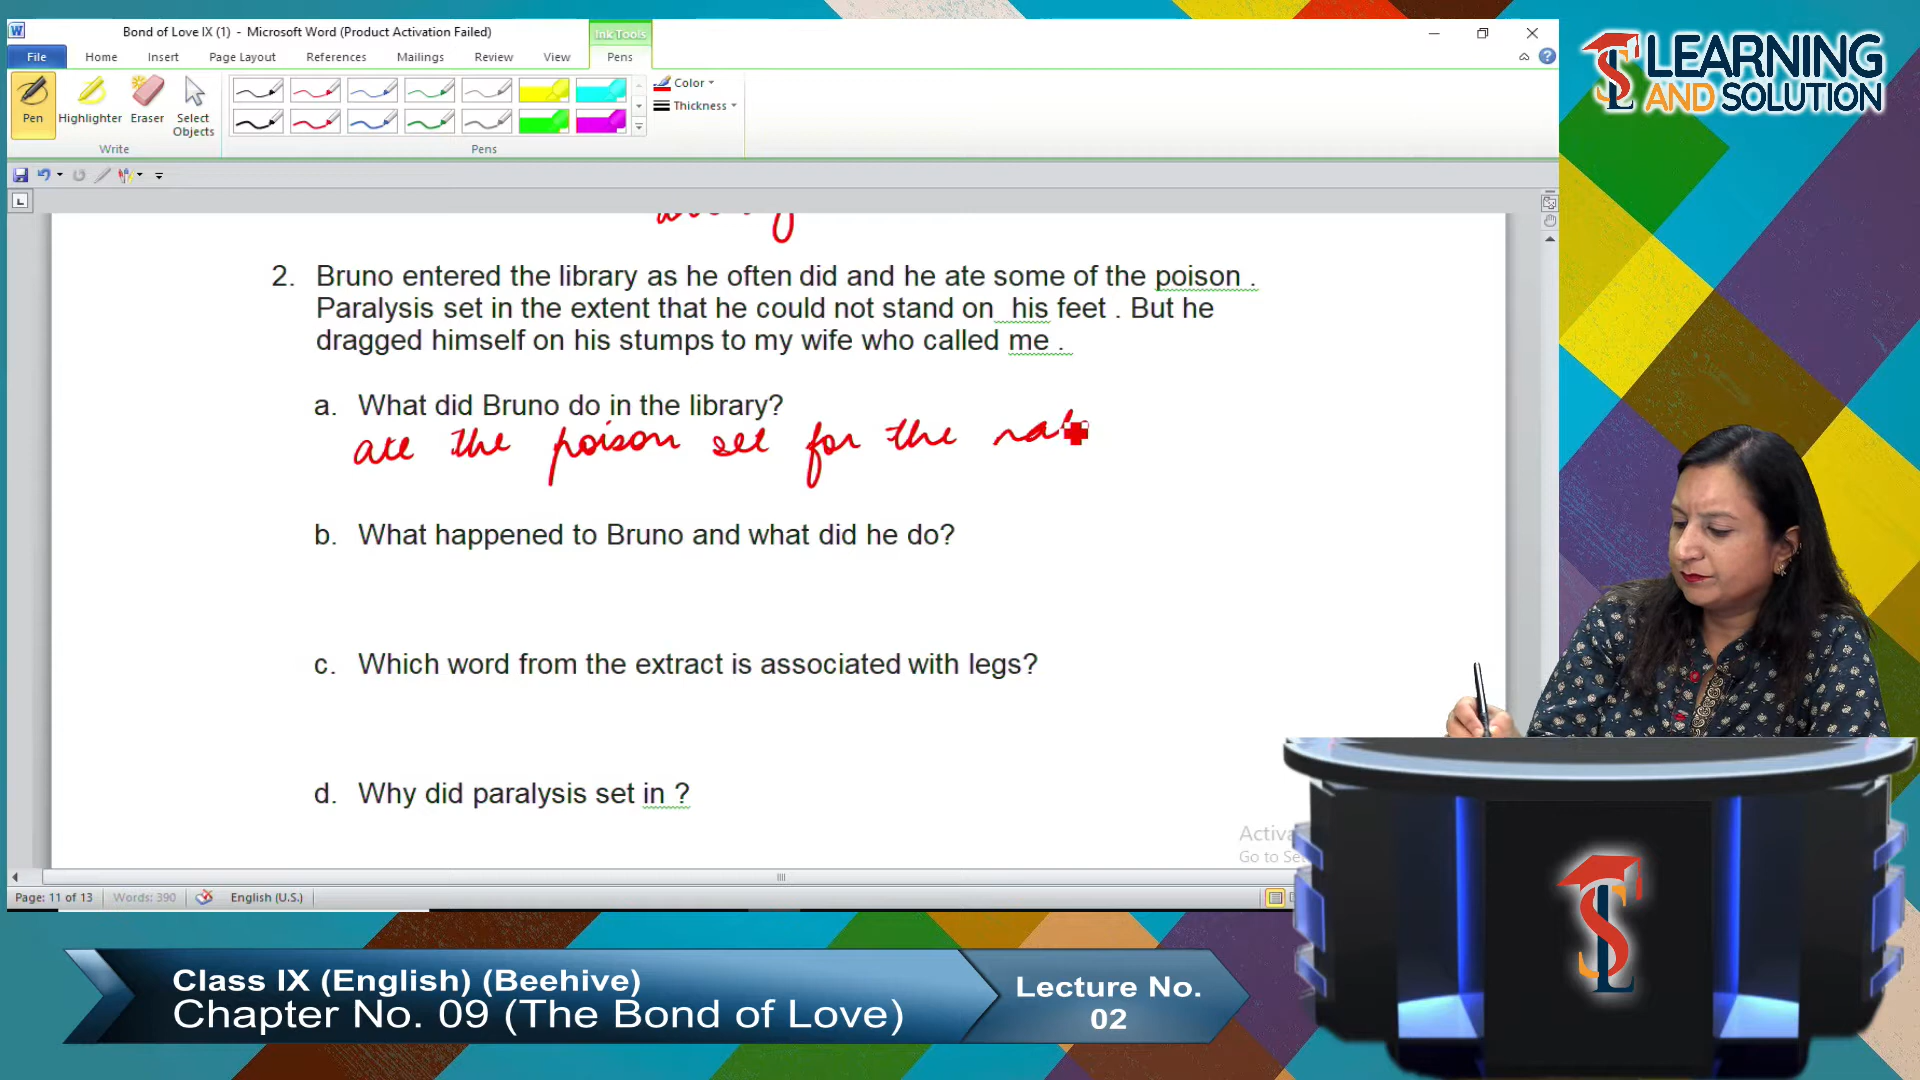 Bond of Love IX (1) - Microsoft Word (Product Activation Failed)
Ink Tools
File Home Insert Page Layout References Mailings Review View Pens
Pen Highlighter Eraser Select Objects
Color
Thickness
Write Pens
LEARNING
AND SOLUTION
2. Bruno entered the library as he often did and he ate some of the poison .
Paralysis set in the extent that he could not stand on his feet . But he
dragged himself on his stumps to my wife who called me .
a. What did Bruno do in the library?
ate the poison set for the rat
b. What happened to Bruno and what did he do?
c. Which word from the extract is associated with legs?
d. Why did paralysis set in ?
Activa
Go to Se
Page: 11 of 13 Words: 390 English (U.S.)
Class IX (English) (Beehive)
Chapter No. 09 (The Bond of Love)
Lecture No.
02